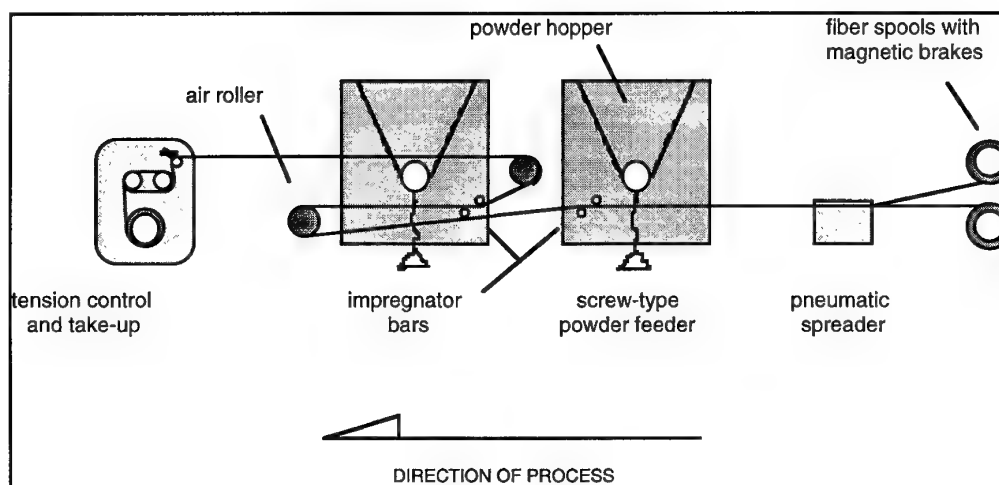 powder hopper
fiber spools with
magnetic brakes
air roller
tension control
and take-up
impregnator
bars
screw-type
powder feeder
pneumatic
spreader
DIRECTION OF PROCESS